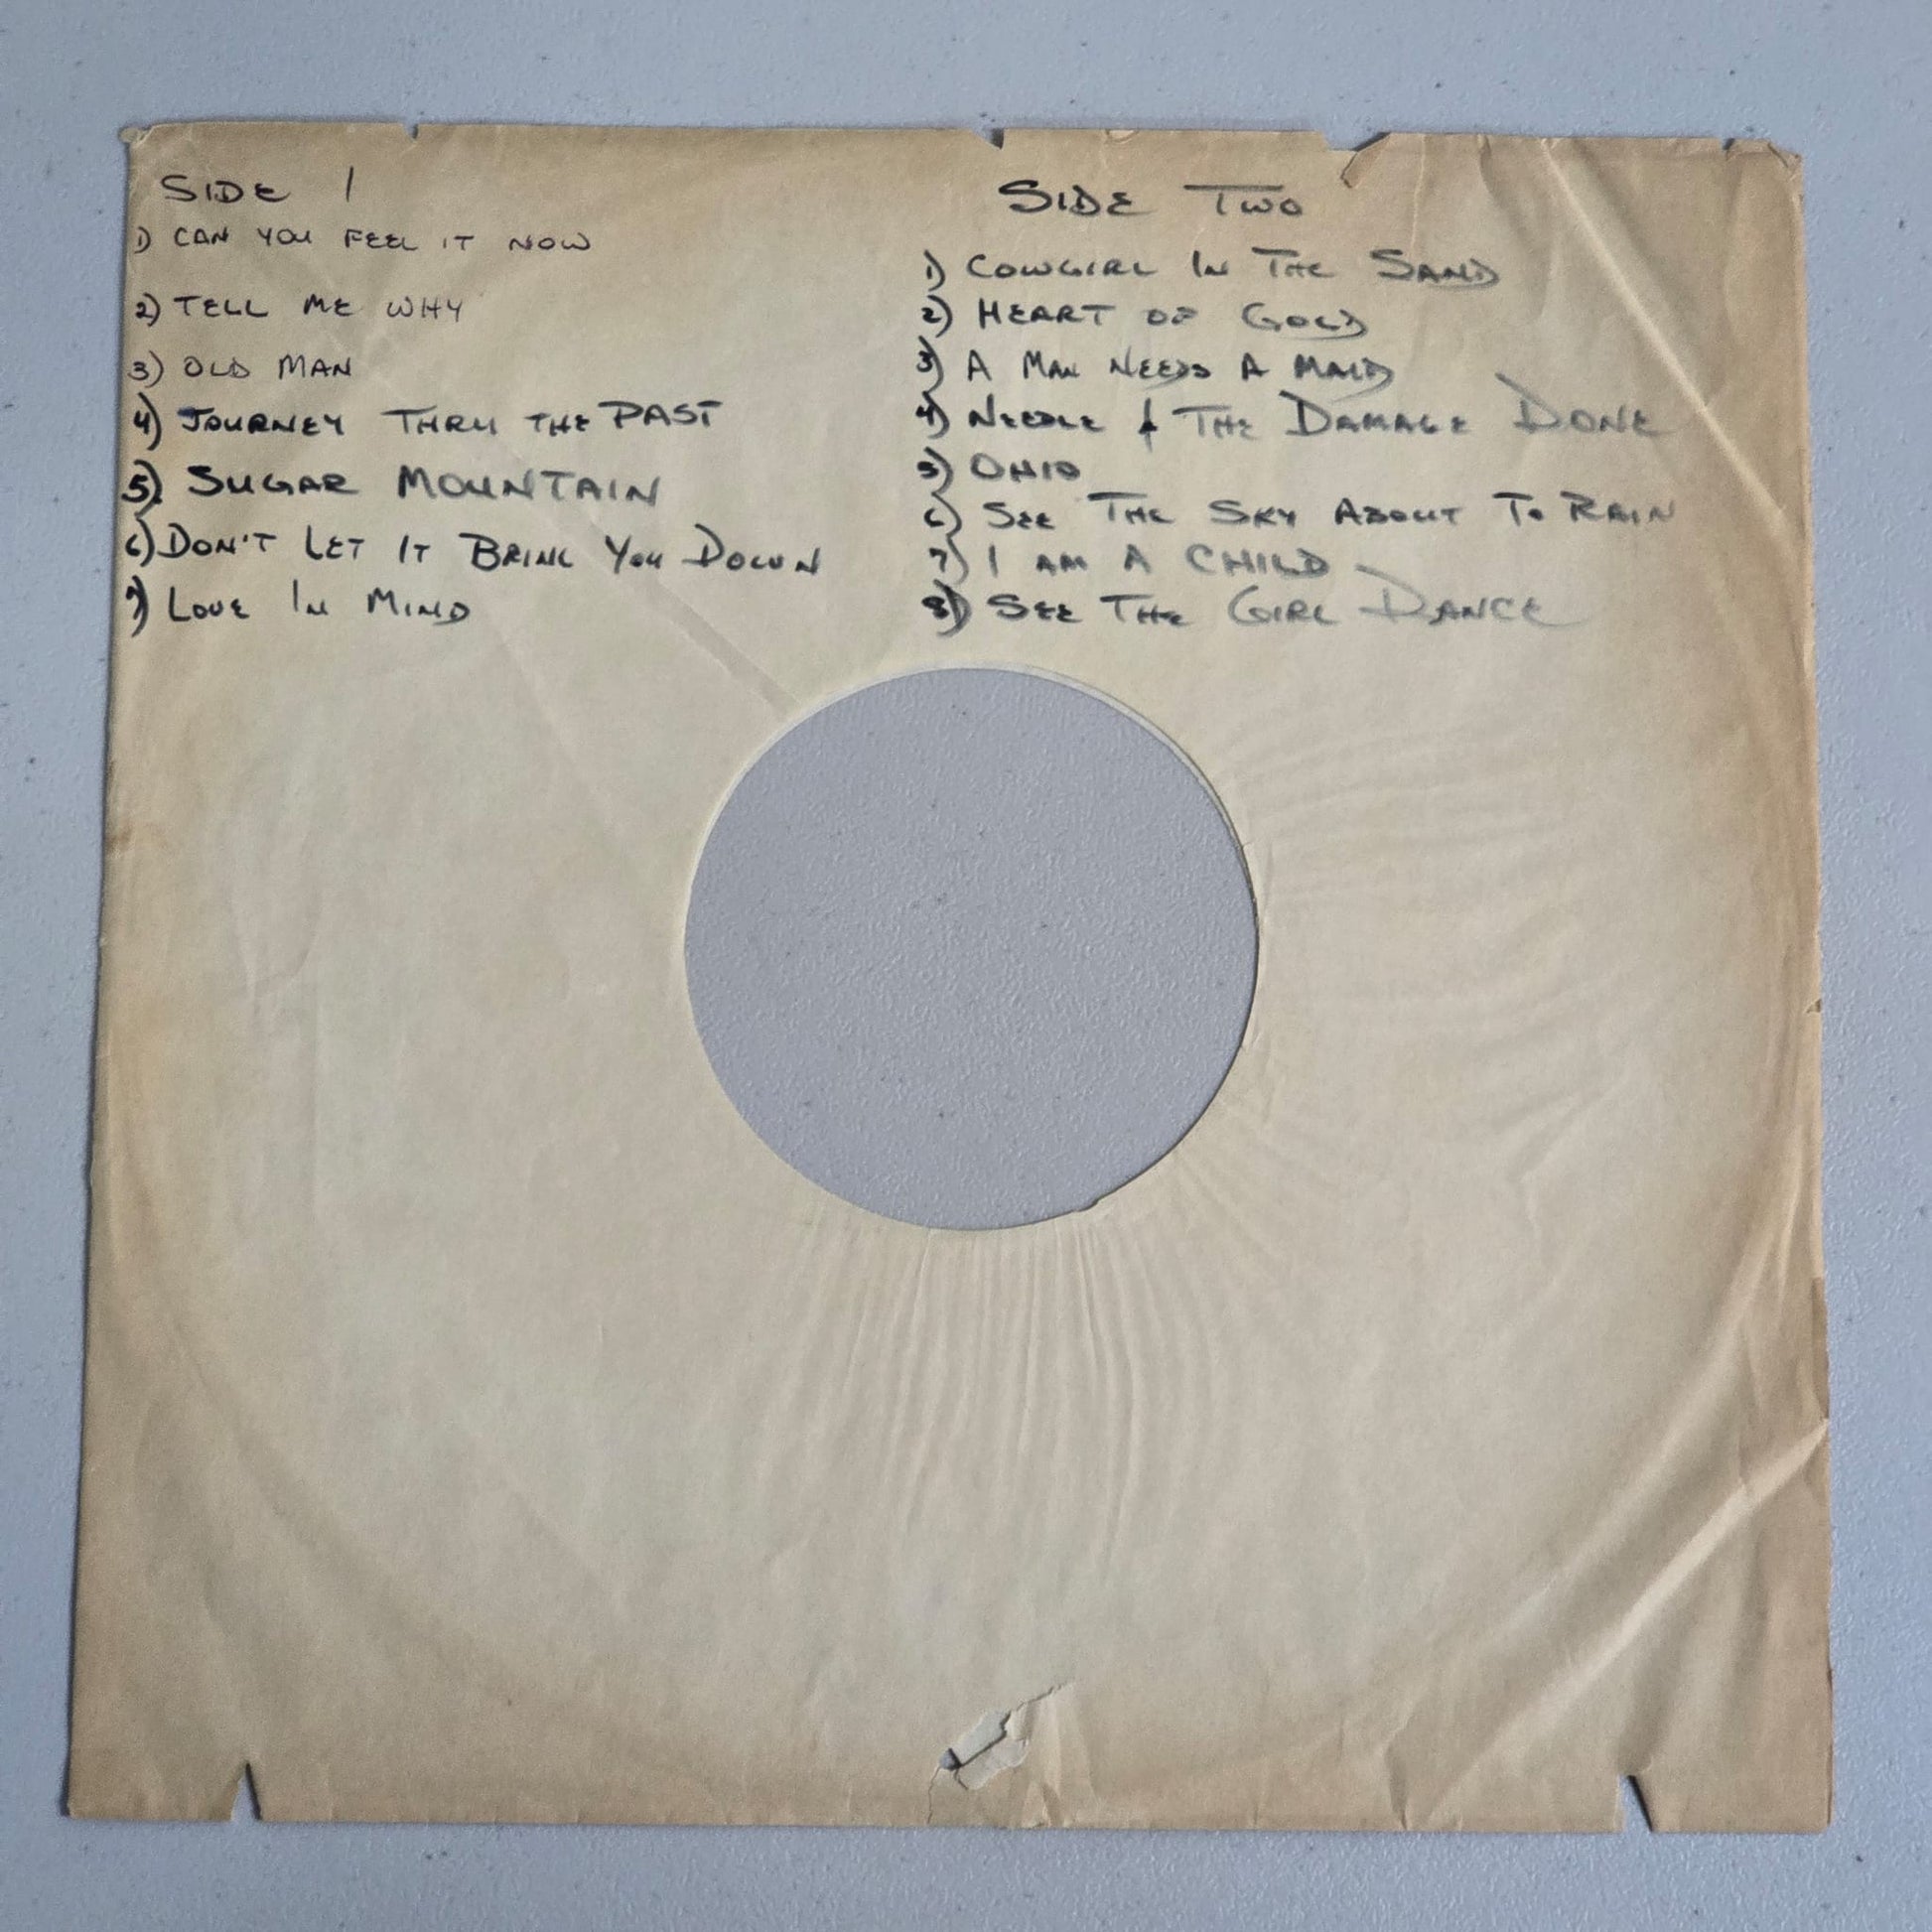 SIDE 1
1) CAN YOU FEEL IT NOW
2) TELL ME WHY
3) OLD MAN
4) JOURNEY THRU THE PAST
5) SUGAR MOUNTAIN
6) DON'T LET IT BRING YOU DOWN
7) LOVE IN MIND
SIDE TWO
1) COWGIRL IN THE SAND
2) HEART OF GOLD
3) A MAN NEEDS A MAID
4) NEEDLE & THE DAMAGE DONE
5) OHIO
6) SEE THE SKY ABOUT TO RAIN
7) I AM A CHILD
8) SEE THE GIRL DANCE